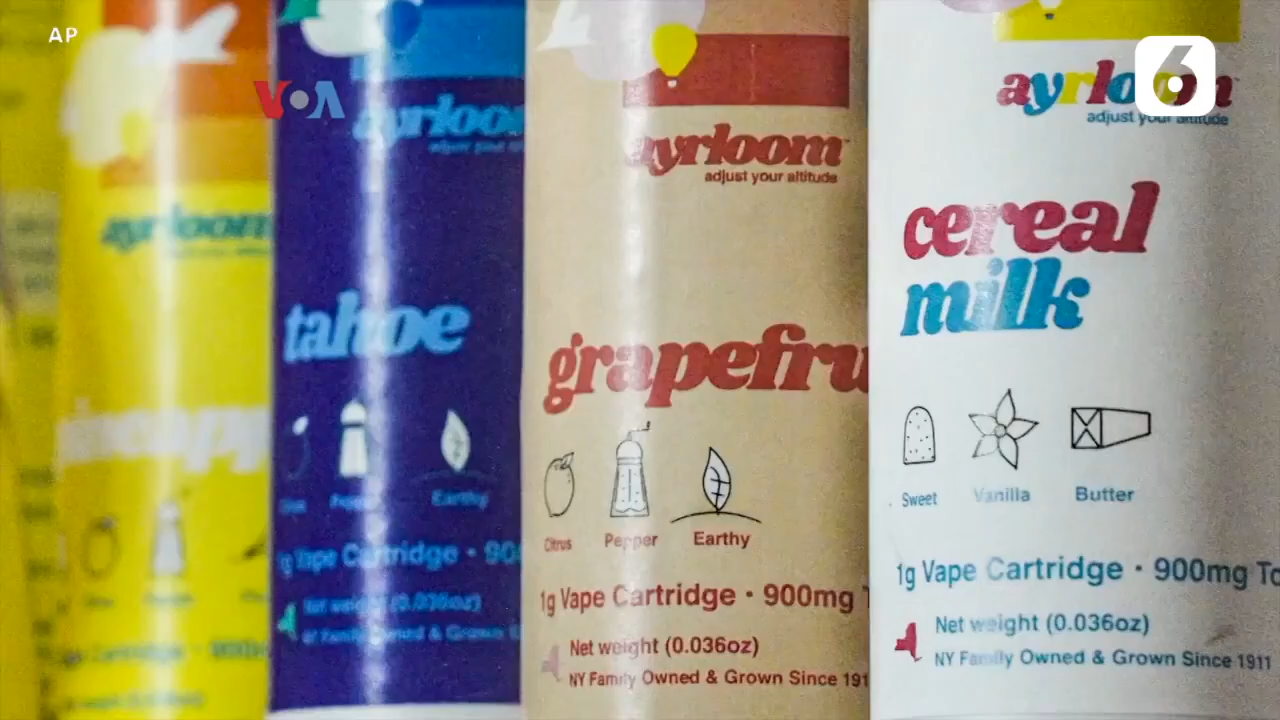 AP
VOA
6
ayrloom
ayrloom
tahoe
Earthy
1g Vape Cartridge
ayrloom
adjust your altitude
grapefru
Citrus
Pepper
Earthy
1g Vape Cartridge · 900mg
Net weight (0.036oz)
NY Family Owned & Grown Since 191
ayrloom
adjust your altitude
cereal
milk
Sweet
Vanilla
Butter
1g Vape Cartridge · 900mg To
Net weight (0.036oz)
NY Family Owned & Grown Since 1911